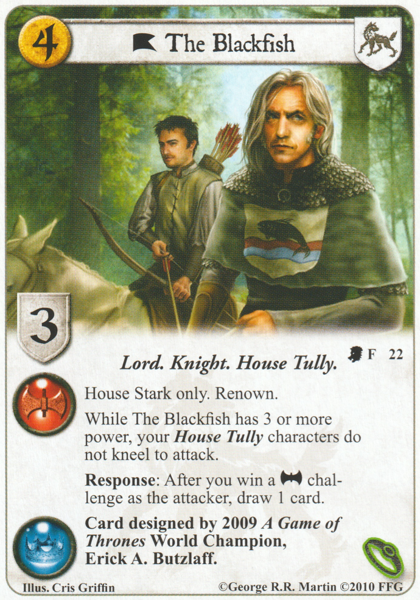 4
The Blackfish
3
Lord. Knight. House Tully.
F 22
House Stark only. Renown.
While The Blackfish has 3 or more
power, your House Tully characters do
not kneel to attack.
Response: After you win a chal-
lenge as the attacker, draw 1 card.
Card designed by 2009 A Game of
Thrones World Champion,
Erick A. Butzlaff.
Illus. Cris Griffin
©George R.R. Martin ©2010 FFG